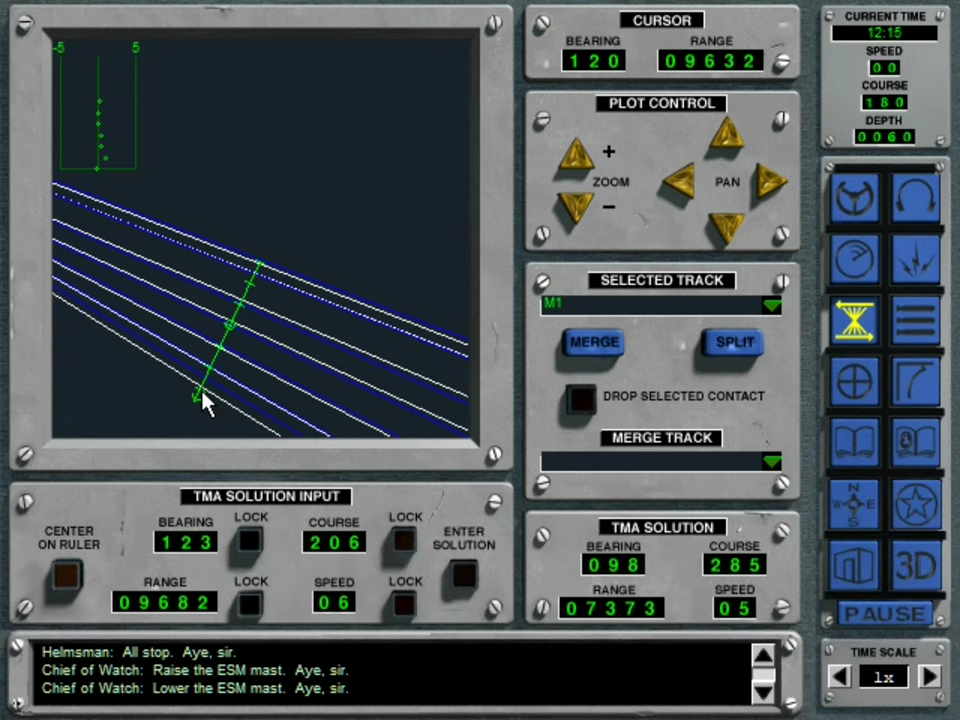 -5 5
CURSOR
BEARING RANGE
120 09632
PLOT CONTROL
+
ZOOM PAN
-
SELECTED TRACK
M1
MERGE SPLIT
DROP SELECTED CONTACT
MERGE TRACK
CURRENT TIME
12:15
SPEED
00
COURSE
180
DEPTH
0060
N
W E
S
3D
PAUSE
TIME SCALE
1x
TMA SOLUTION INPUT
CENTER ON RULER
BEARING LOCK COURSE LOCK
123 206
ENTER SOLUTION
RANGE LOCK SPEED LOCK
09682 06
TMA SOLUTION
BEARING COURSE
098 285
RANGE SPEED
07373 05
Helmsman: All stop. Aye, sir.
Chief of Watch: Raise the ESM mast. Aye, sir.
Chief of Watch: Lower the ESM mast. Aye, sir.